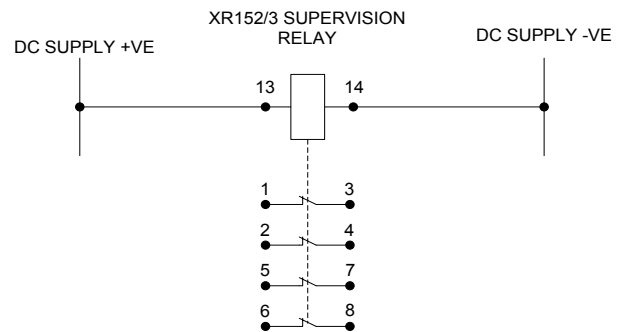 XR152/3 SUPERVISION
RELAY
DC SUPPLY +VE
DC SUPPLY -VE
13
14
1
3
2
4
5
7
6
8